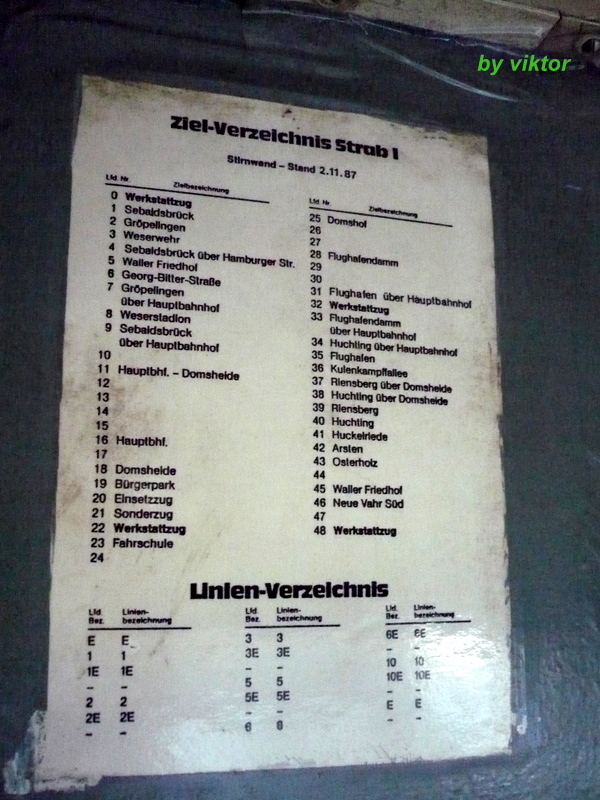 by viktor
Ziel-Verzeichnis Strab 1
Stirnwand – Stand 2.11.87
Lfd. Nr. Zielbezeichnung
0 Werkstattzug
1 Sebaldsbrück
2 Gröpelingen
3 Weserwehr
4 Sebaldsbrück über Hamburger Str.
5 Waller Friedhof
6 Georg-Bitter-Straße
7 Gröpelingen
über Hauptbahnhof
8 Weserstadion
9 Sebaldsbrück
über Hauptbahnhof
10
11 Hauptbhf. – Domsheide
12
13
14
15
16 Hauptbhf.
17
18 Domsheide
19 Bürgerpark
20 Einsetzzug
21 Sonderzug
22 Werkstattzug
23 Fahrschule
24
Lfd. Nr. Zielbezeichnung
25 Domshof
26
27
28 Flughafendamm
29
30
31 Flughafen über Hauptbahnhof
32 Werkstattzug
33 Flughafendamm
über Hauptbahnhof
34 Huchting über Hauptbahnhof
35 Flughafen
36 Kulenkampffallee
37 Riensberg über Domsheide
38 Huchting über Domsheide
39 Riensberg
40 Huchting
41 Huckelriede
42 Arsten
43 Osterholz
44
45 Waller Friedhof
46 Neue Vahr Süd
47
48 Werkstattzug
Linien-Verzeichnis
Lfd. Linien-
Bez. bezeichnung
E E
1 1
1E 1E
– –
2 2
2E 2E
– –
Lfd. Linien-
Bez. bezeichnung
3 3
3E 3E
– –
5 5
5E 5E
– –
6 6
Lfd. Linien-
Bez. bezeichnung
6E 6E
– –
10 10
10E 10E
– –
E E
– –